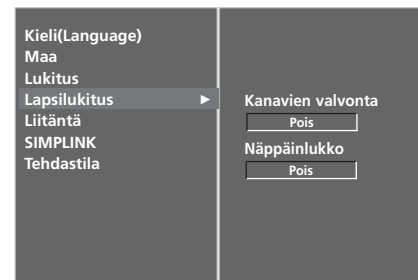 Kieli(Language)
Maa
Lukitus
Lapsilukitus ►
Liitäntä
SIMPLINK
Tehdastila
Kanavien valvonta
Pois
Näppäinlukko
Pois